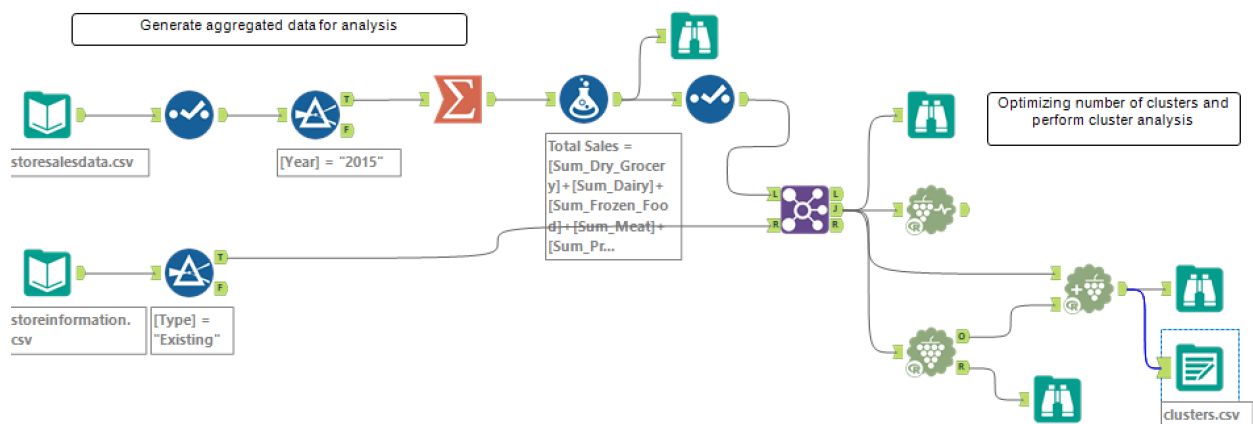 Generate aggregated data for analysis
T
F
storesalesdata.csv
[Year] = "2015"
Total Sales =
[Sum_Dry_Grocer
y]+[Sum_Dairy]+
[Sum_Frozen_Foo
d]+[Sum_Meat]+
[Sum_Pr...
Optimizing number of clusters and
perform cluster analysis
L
R
L
J
R
R
T
F
storeinformation.
csv
[Type] =
"Existing"
R
O
R
R
clusters.csv